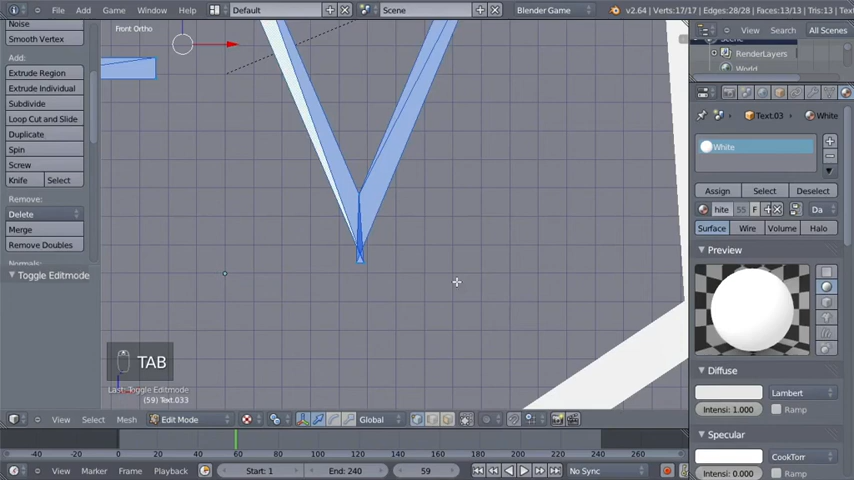 File Add Game Window Help Default Scene Blender Game v2.64 | Verts:17/17 | Edges:28/28 | Faces:13/13 | Tris:
Noise
Smooth Vertex
Add:
Extrude Region
Extrude Individual
Subdivide
Loop Cut and Slide
Duplicate
Spin
Screw
Knife Select
Remove:
Delete
Merge
Remove Doubles
Normals:
Toggle Editmode
Front Ortho
TAB
Last: Toggle Editmode
(59) Text.033
View Search All Scenes
Scene
RenderLayers
World
Text.03 White
White
Assign Select Deselect
hite 55 F Da
Surface Wire Volume Halo
Preview
Diffuse
Lambert
Intensi: 1.000 Ramp
Specular
CookTorr
Intensi: 0.000 Ramp
View Select Mesh Edit Mode Global
-40 -20 0 20 40 60 80 100 120 140 160 180 200 220 240 260
View Marker Frame Playback Start: 1 End: 240 59 No Sync